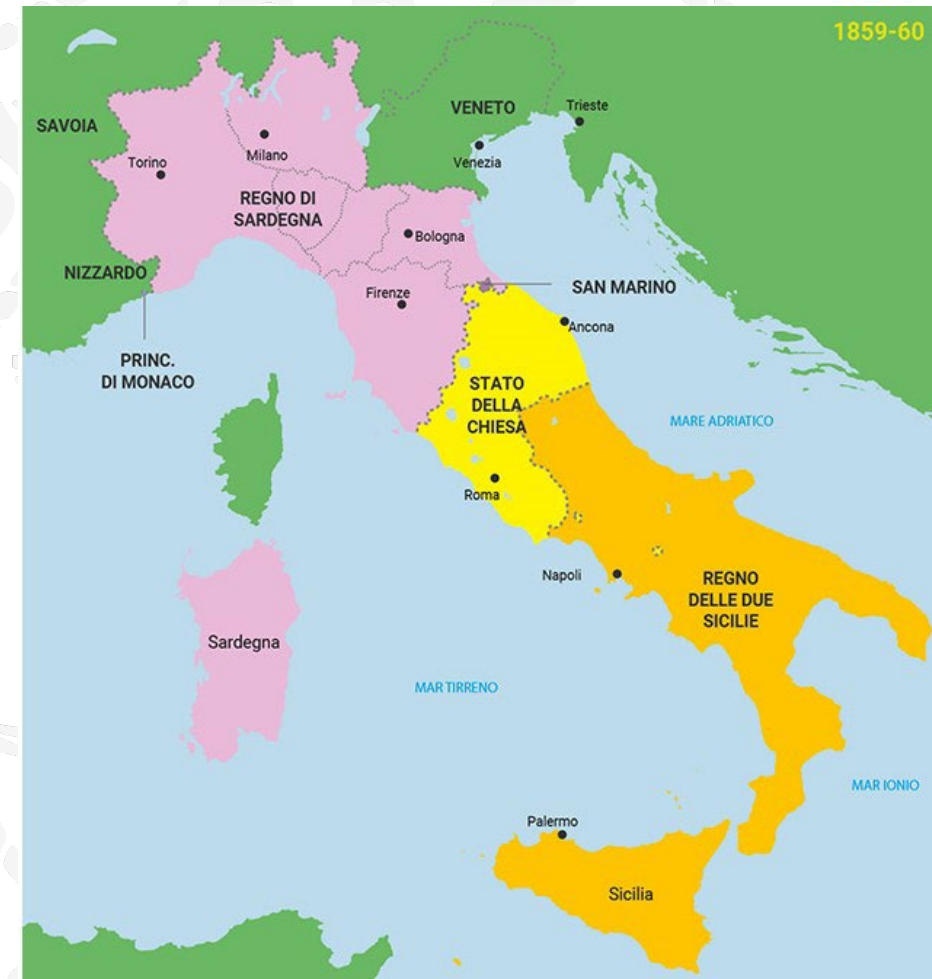 1859-60
SAVOIA
VENETO
Trieste
Torino
Milano
Venezia
REGNO DI
SARDEGNA
Bologna
NIZZARDO
Firenze
SAN MARINO
Ancona
PRINC.
DI MONACO
STATO
DELLA
CHIESA
MARE ADRIATICO
Roma
Napoli
REGNO
DELLE DUE
SICILIE
Sardegna
MAR TIRRENO
MAR IONIO
Palermo
Sicilia